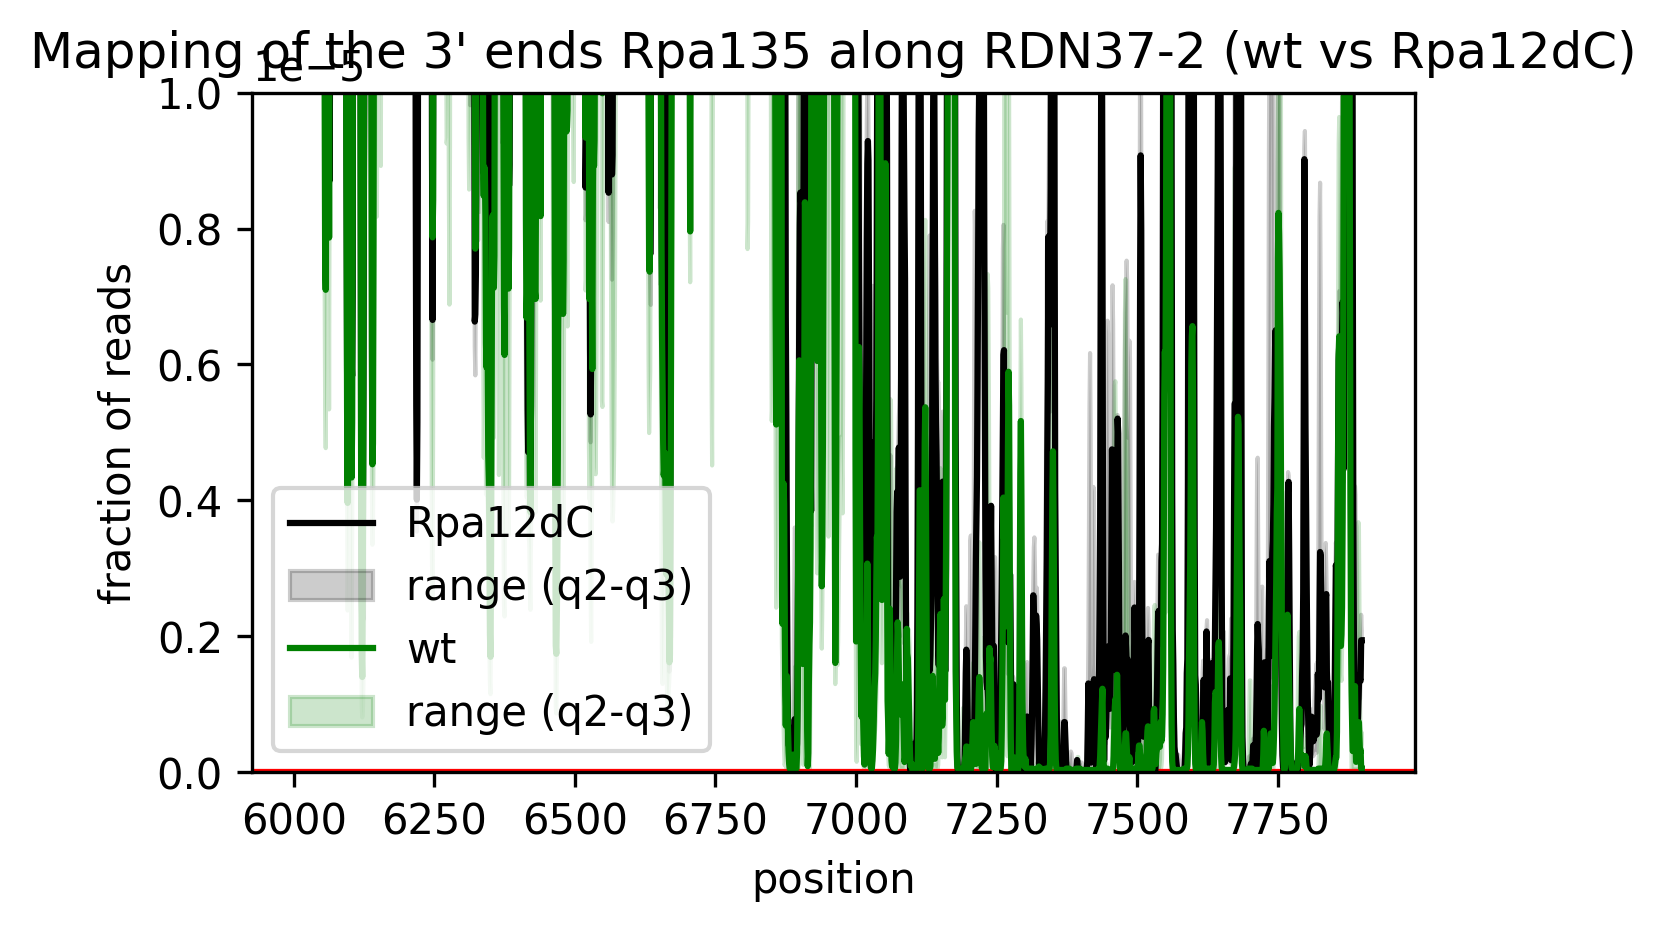 Mapping of the 3' ends Rpa135 along RDN37-2 (wt vs Rpa12dC)
1e−5
1.0
0.8
0.6
0.4
0.2
0.0
fraction of reads
Rpa12dC
range (q2-q3)
wt
range (q2-q3)
6000 6250 6500 6750 7000 7250 7500 7750
position